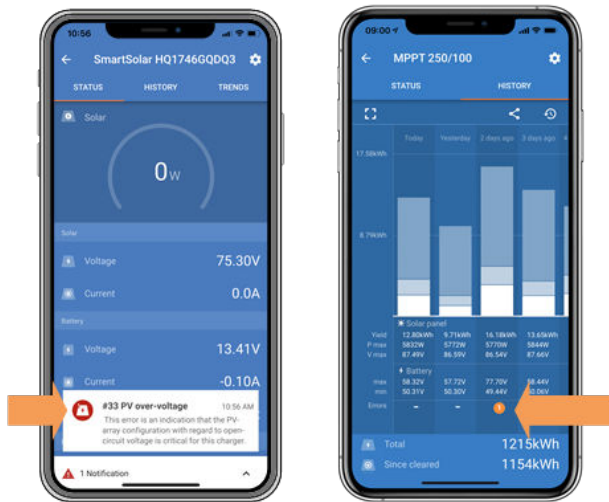 10:56
SmartSolar HQ1746GQDQ3
STATUS HISTORY TRENDS
Solar
0W
Solar
Voltage 75.30V
Current 0.0A
Battery
Voltage 13.41V
Current -0.10A
#33 PV over-voltage 10:56 AM
This error is an indication that the PV-
array configuration with regard to open-
circuit voltage is critical for this charger.
1 Notification
09:00
MPPT 250/100
STATUS HISTORY
Today Yesterday 2 days ago 3 days ago
17.58kWh
8.79kWh
Solar panel
Yield 12.80kWh 9.71kWh 16.18kWh 13.65kWh
P max 5832W 5772W 5770W 5844W
V max 87.49V 86.59V 86.54V 87.66V
Battery
max 58.32V 57.72V 77.70V 58.44V
min 50.31V 50.30V 49.44V
Errors – – 1
Total 1215kWh
Since cleared 1154kWh